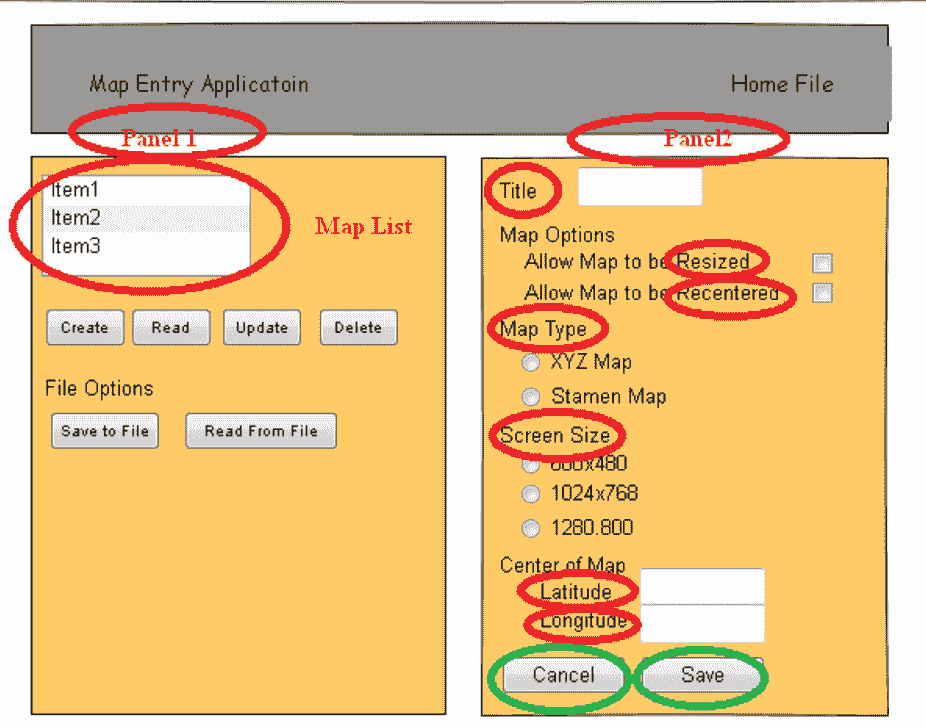 Map Entry Applicatoin
Home File
Panel 1
Item1
Item2
Item3
Map List
Create Read Update Delete
File Options
Save to File Read From File
Panel2
Title
Map Options
Allow Map to be Resized
Allow Map to be Recentered
Map Type
XYZ Map
Stamen Map
Screen Size
600x480
1024x768
1280.800
Center of Map
Latitude
Longitude
Cancel Save